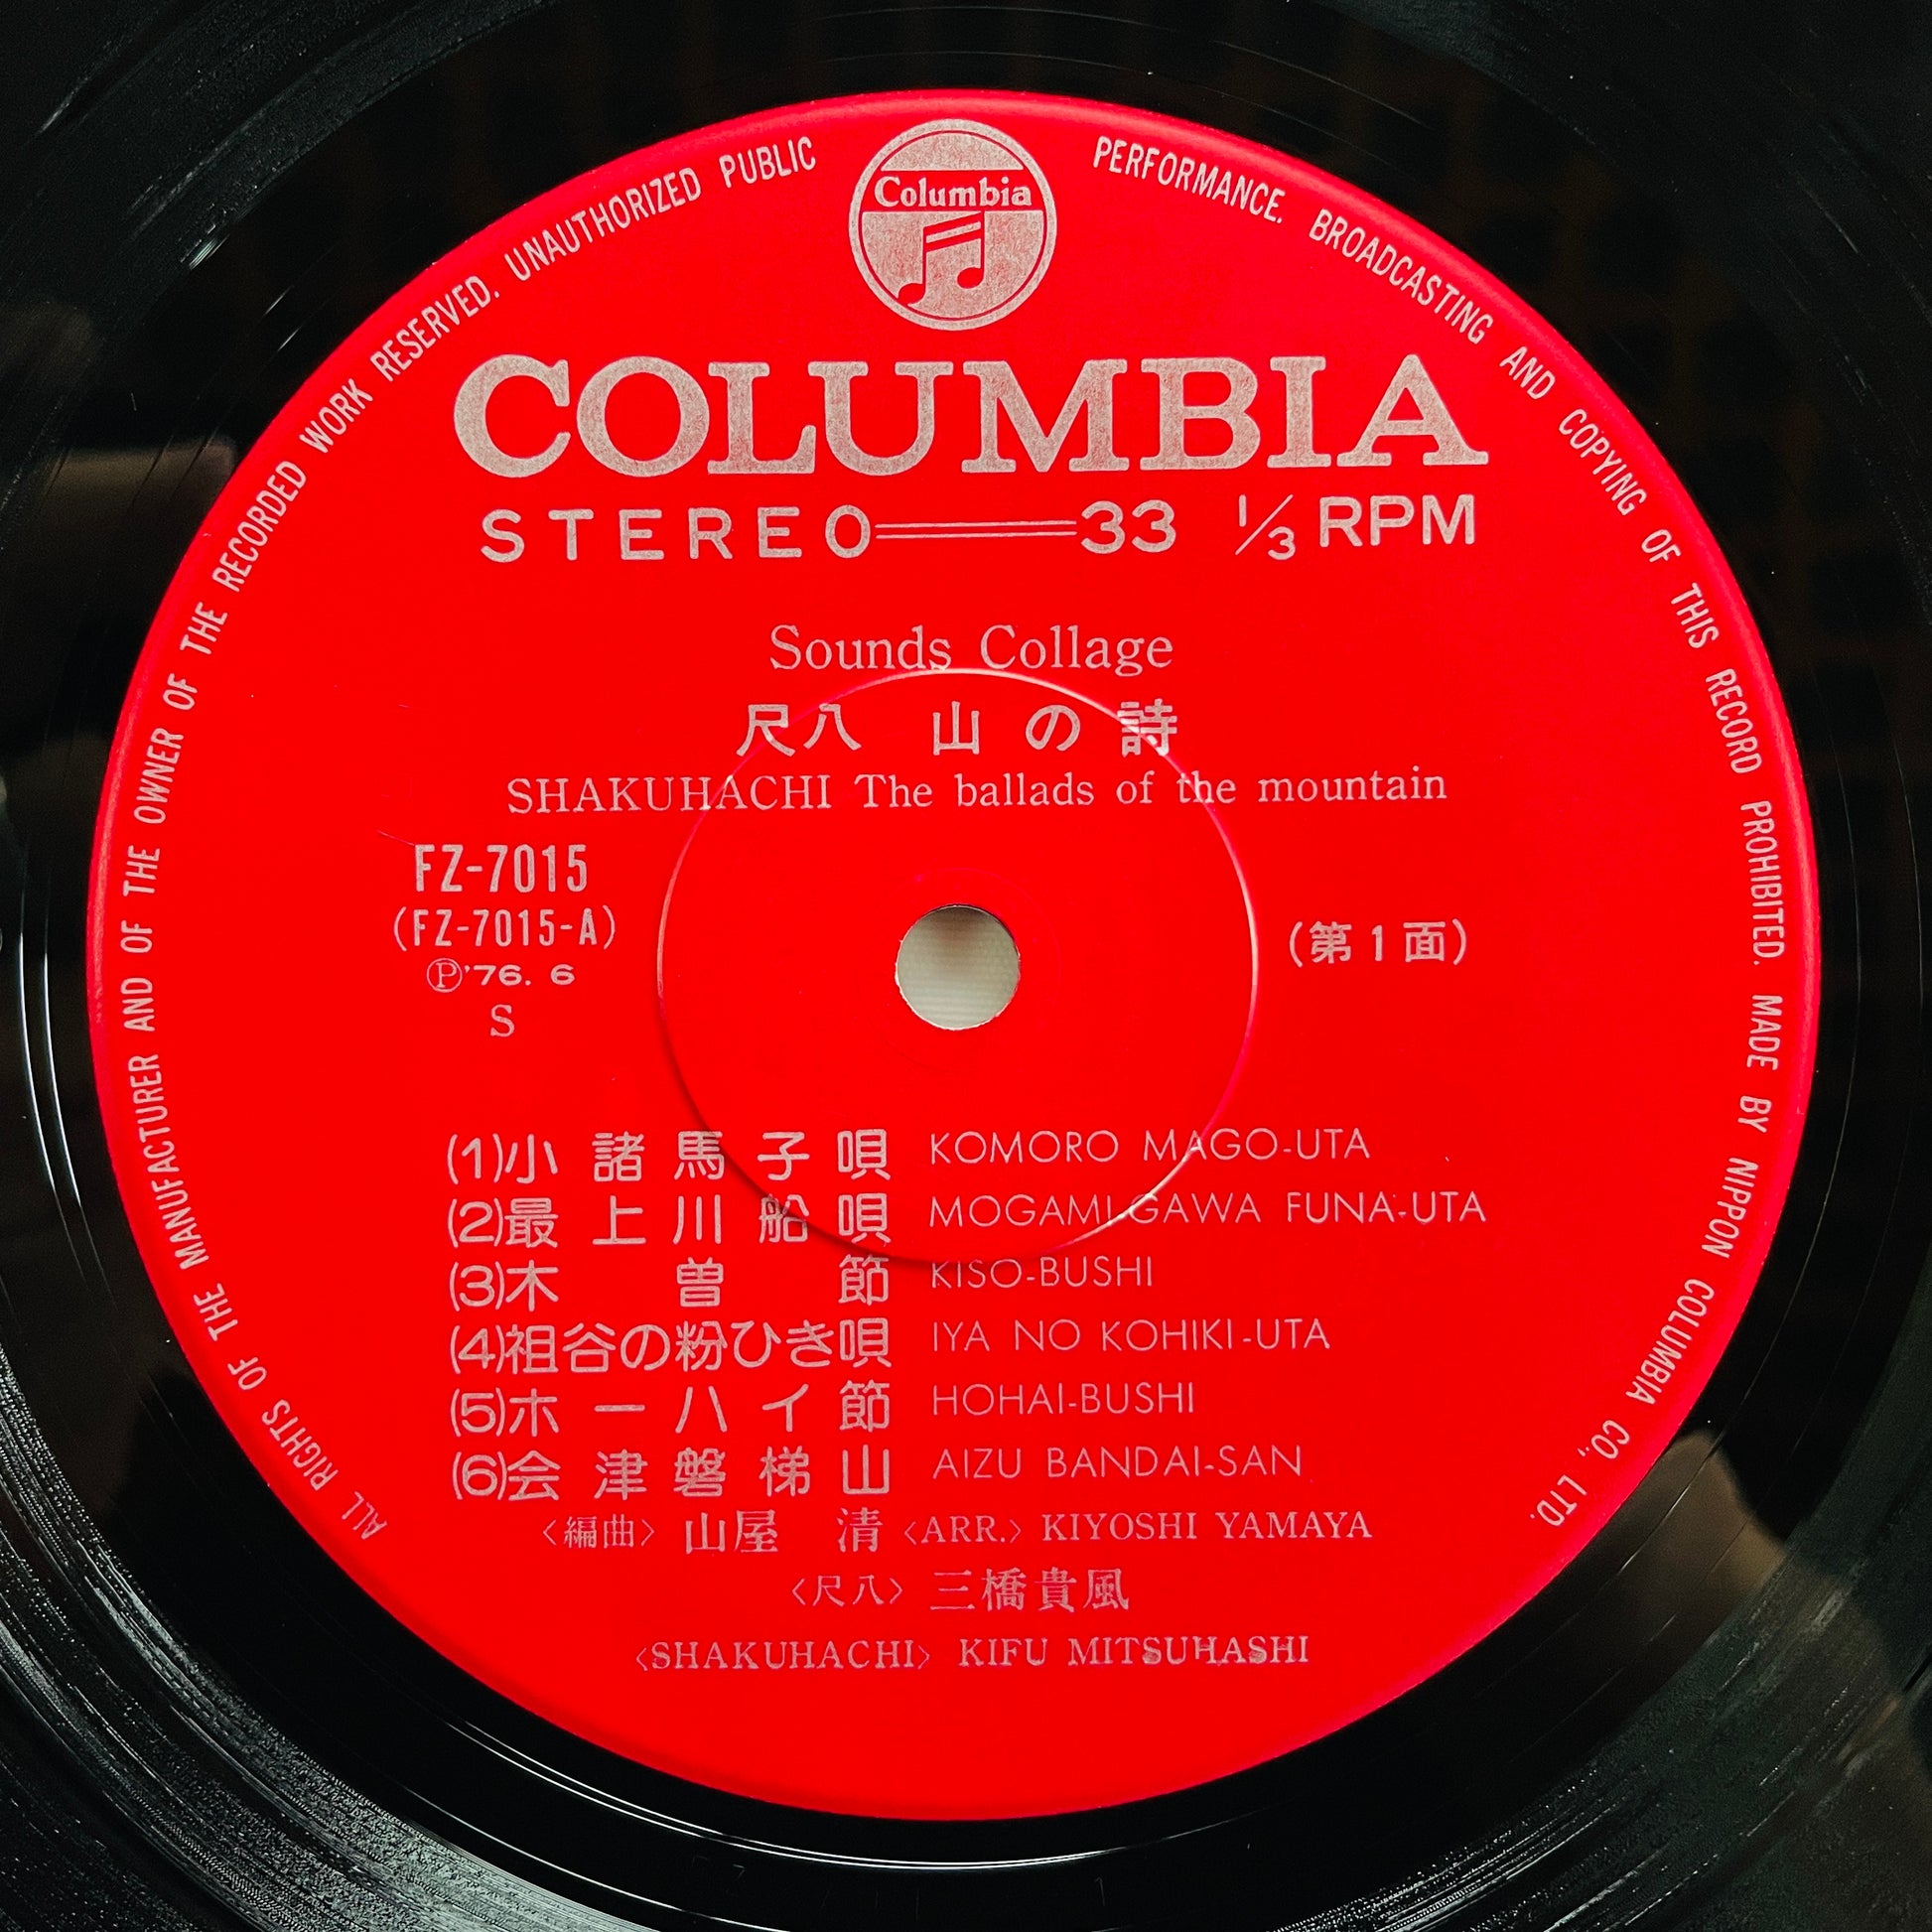 ALL RIGHTS OF THE MANUFACTURER AND OF THE OWNER OF THE RECORDED WORK RESERVED. UNAUTHORIZED PUBLIC PERFORMANCE. BROADCASTING AND COPYING OF THIS RECORD PROHIBITED. MADE BY NIPPON COLUMBIA CO., LTD.
Columbia
COLUMBIA
STEREO 33 1/3 RPM
Sounds Collage
尺八 山の詩
SHAKUHACHI The ballads of the mountain
FZ-7015
(FZ-7015-A)
(第1面)
Ⓟ'76. 6
S
(1)小諸馬子唄 KOMORO MAGO-UTA
(2)最上川船唄 MOGAMI GAWA FUNA-UTA
(3)木曽節 KISO-BUSHI
(4)祖谷の粉ひき唄 IYA NO KOHIKI-UTA
(5)ホーハイ節 HOHAI-BUSHI
(6)会津磐梯山 AIZU BANDAI-SAN
〈編曲〉山屋 清〈ARR.〉KIYOSHI YAMAYA
〈尺八〉三橋貴風
〈SHAKUHACHI〉KIFU MITSUHASHI